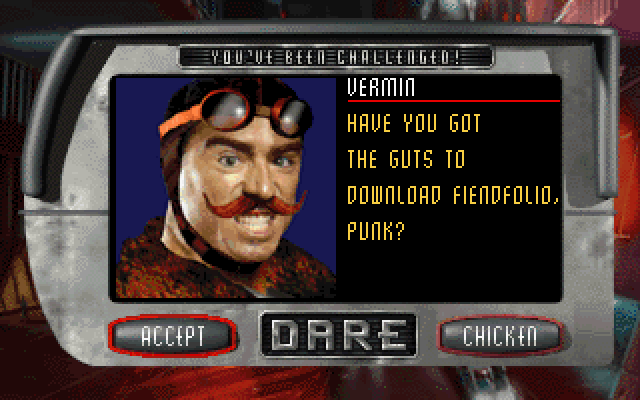 YOU'VE BEEN CHALLENGED!
VERMIN
HAVE YOU GOT
THE GUTS TO
DOWNLOAD FIENDFOLIO,
PUNK?
ACCEPT
DARE
CHICKEN